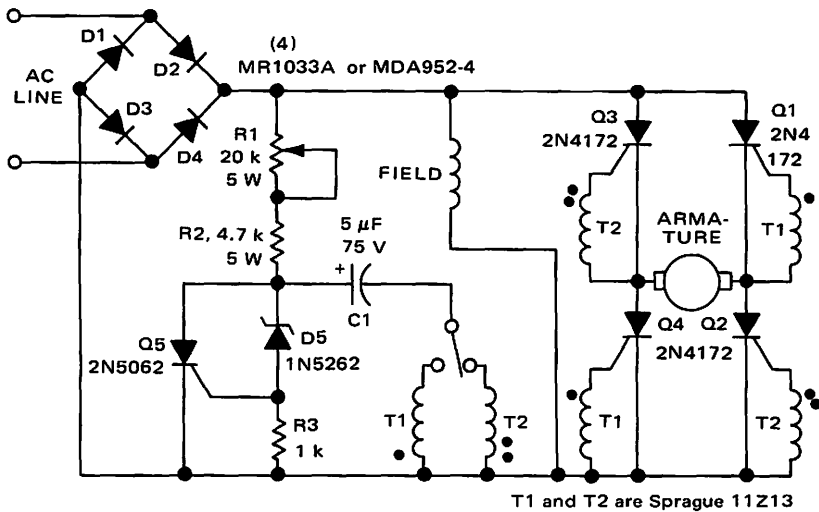 D1
D2
AC
LINE
D3
D4
(4)
MR1033A or MDA952-4
R1
20 k
5 W
R2, 4.7 k
5 W
5 μF
75 V
+
C1
FIELD
Q3
2N4172
Q1
2N4
172
T2
ARMA-
TURE
T1
Q5
2N5062
D5
1N5262
R3
1 k
T1
T2
Q4
2N4172
Q2
T1
T2
T1 and T2 are Sprague 11Z13